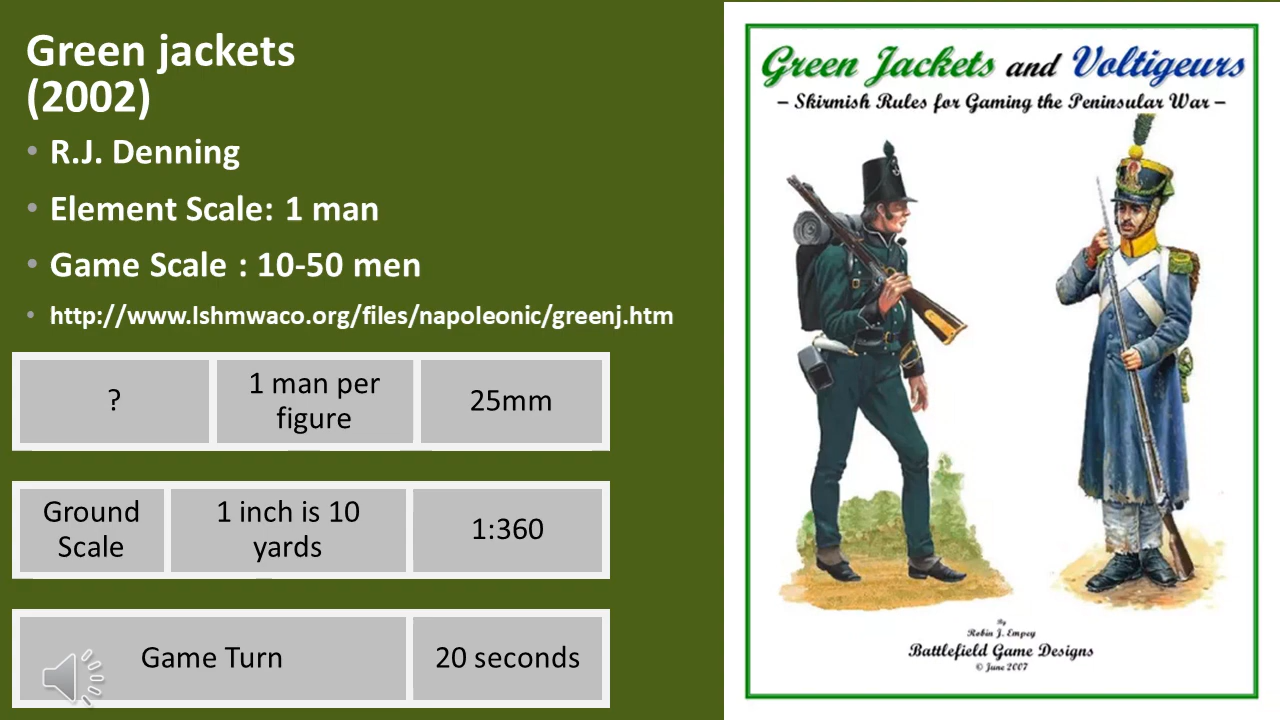 Green jackets
(2002)
• R.J. Denning
• Element Scale: 1 man
• Game Scale : 10-50 men
• http://www.lshmwaco.org/files/napoleonic/greenj.htm
?
1 man per
figure
25mm
Ground
Scale
1 inch is 10
yards
1:360
Game Turn
20 seconds
Green Jackets and Voltigeurs
– Skirmish Rules for Gaming the Peninsular War –
By
Robin J. Empey
Battlefield Game Designs
© June 2007